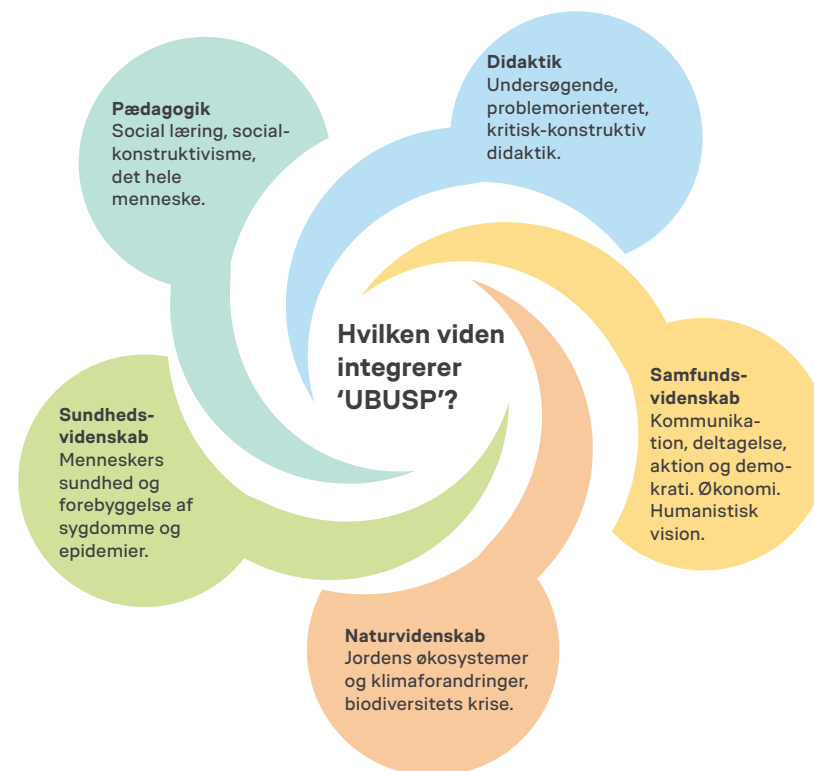 Didaktik
Undersøgende,
problemorienteret,
kritisk-konstruktiv
didaktik.
Pædagogik
Social læring, social-
konstruktivisme,
det hele
menneske.
Hvilken viden
integrerer
‘UBUSP’?
Samfunds-
videnskab
Kommunika-
tion, deltagelse,
aktion og demo-
krati. Økonomi.
Humanistisk
vision.
Sundheds-
videnskab
Menneskers
sundhed og
forebyggelse af
sygdomme og
epidemier.
Naturvidenskab
Jordens økosystemer
og klimaforandringer,
biodiversitets krise.